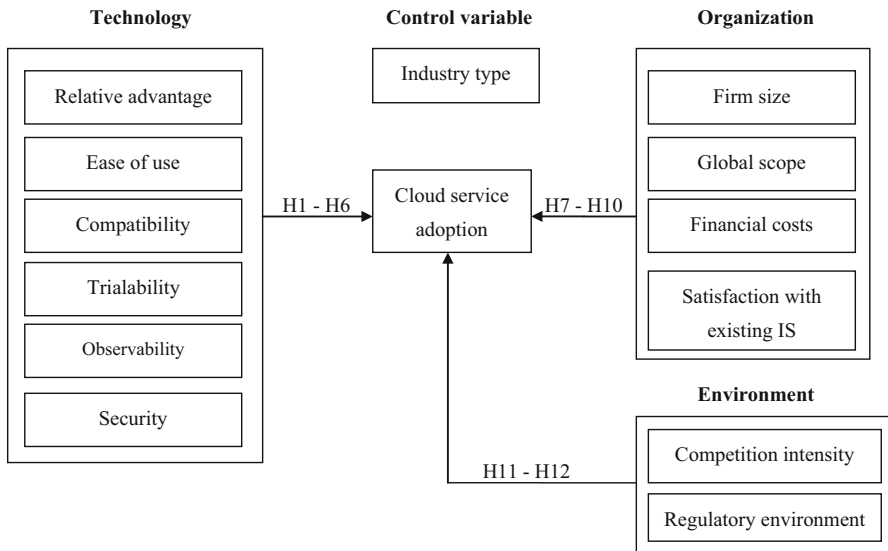 Technology
Relative advantage
Ease of use
Compatibility
Trialability
Observability
Security
H1 - H6
Control variable
Industry type
Cloud service
adoption
H7 - H10
Organization
Firm size
Global scope
Financial costs
Satisfaction with
existing IS
Environment
H11 - H12
Competition intensity
Regulatory environment